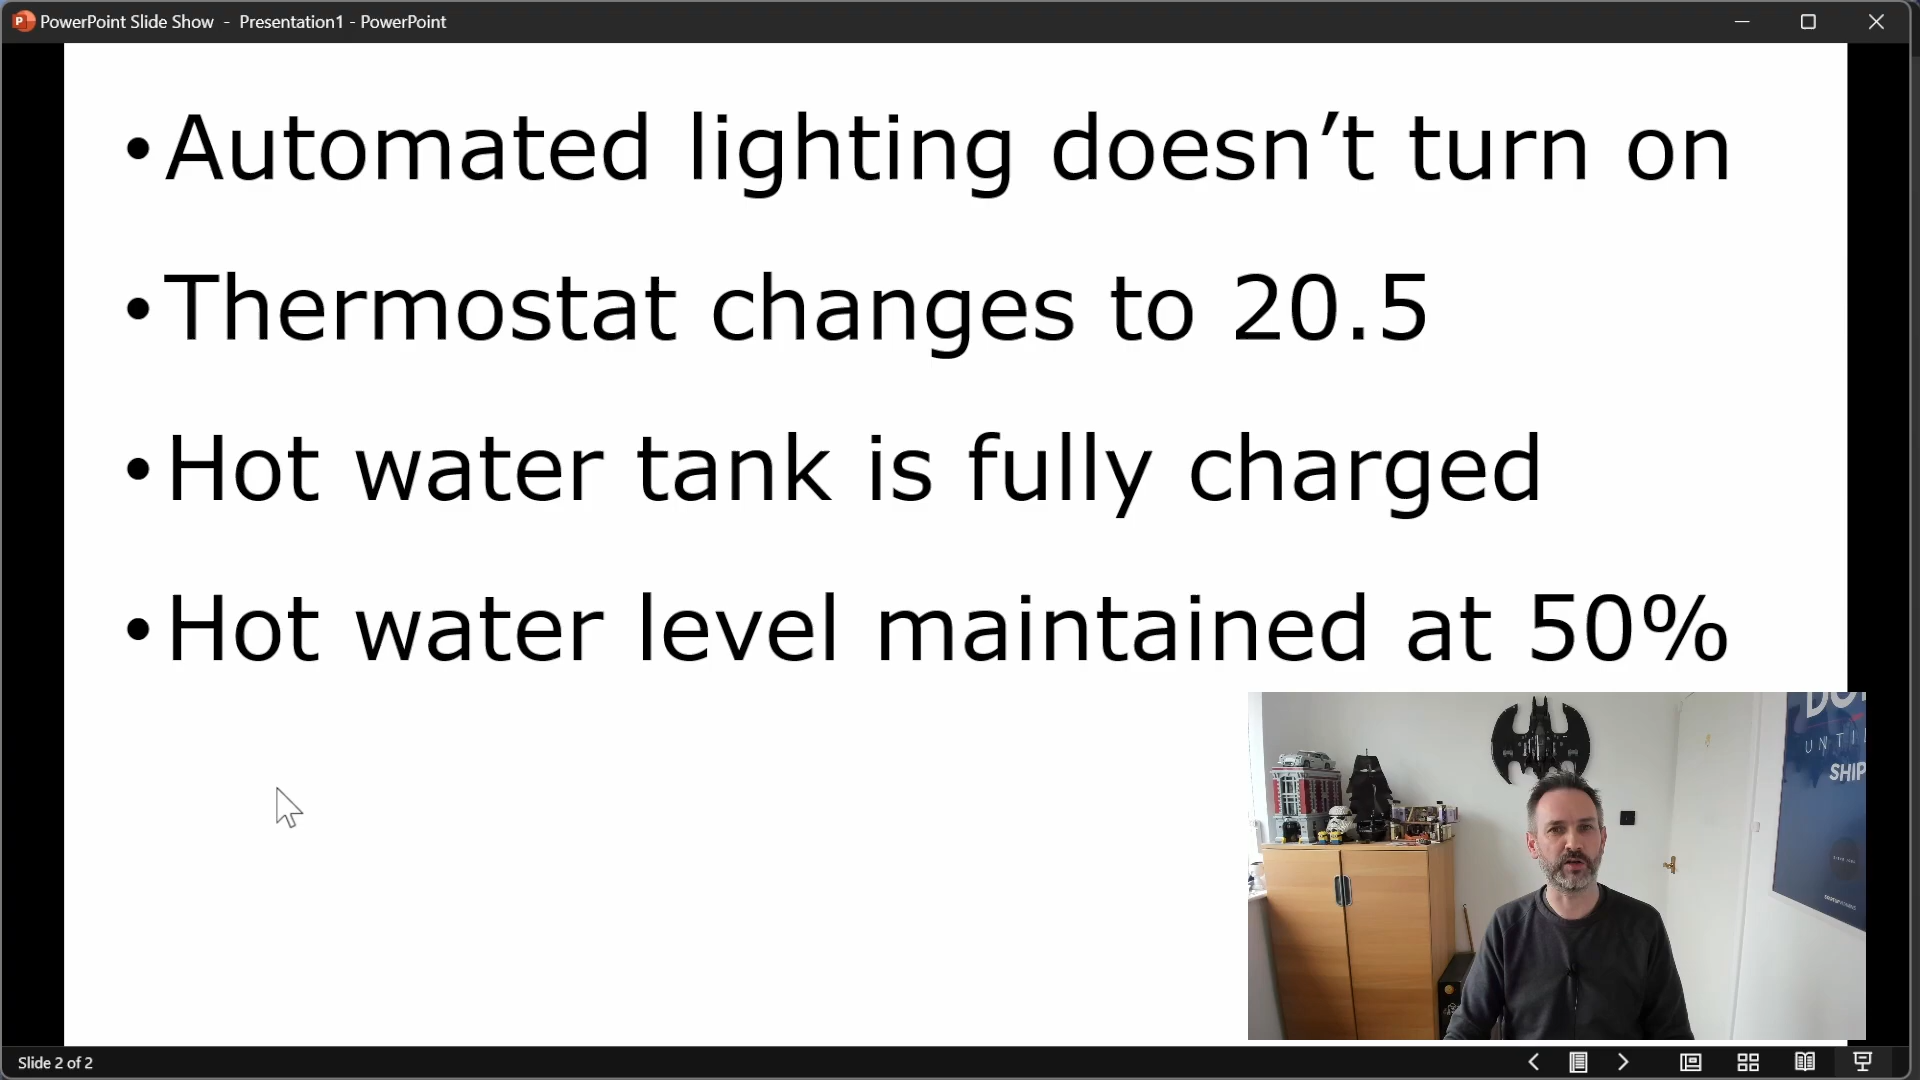 PowerPoint Slide Show - Presentation1 - PowerPoint
• Automated lighting doesn’t turn on
• Thermostat changes to 20.5
• Hot water tank is fully charged
• Hot water level maintained at 50%
UNTI
SHIP
Slide 2 of 2